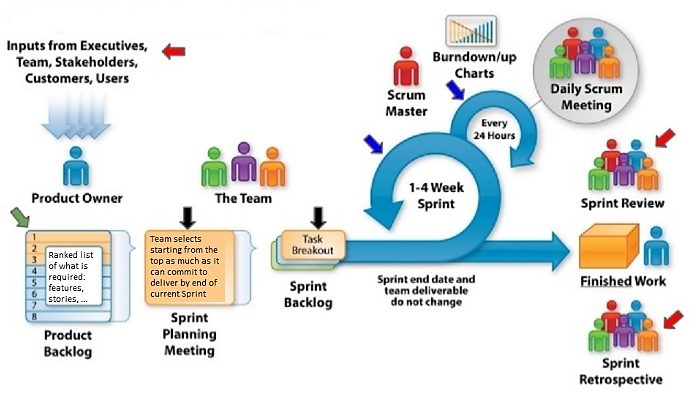 Inputs from Executives,
Team, Stakeholders,
Customers, Users
Product Owner
The Team
Scrum
Master
Burndown/up
Charts
Daily Scrum
Meeting
Every
24 Hours
1-4 Week
Sprint
Sprint Review
1
2
3
4
5
6
7
8
Ranked list
of what is
required:
features,
stories, ...
Product
Backlog
Team selects
starting from the
top as much as it
can commit to
deliver by end of
current Sprint
Sprint
Planning
Meeting
Task
Breakout
Sprint
Backlog
Sprint end date and
team deliverable
do not change
Finished Work
Sprint
Retrospective